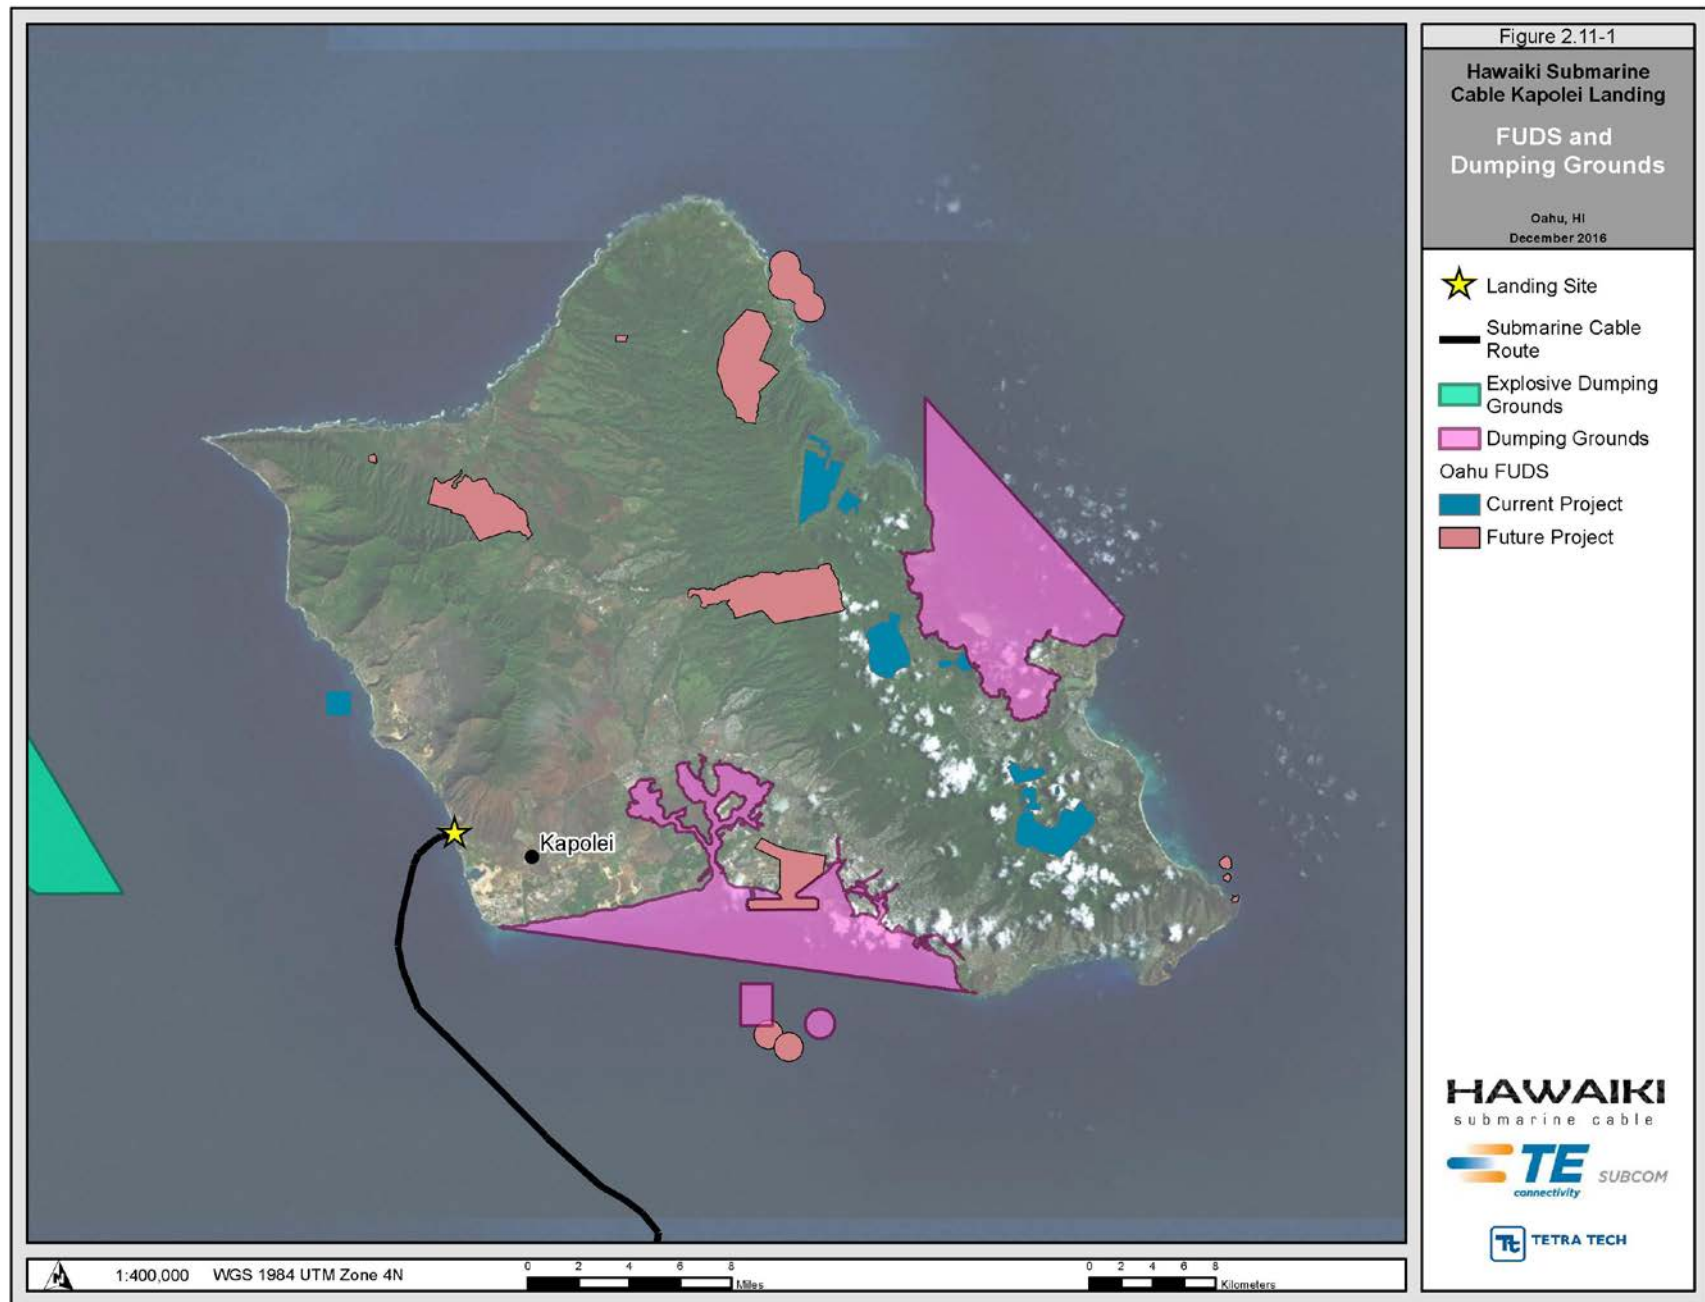 Figure 2.11-1
Hawaiki Submarine
Cable Kapolei Landing
FUDS and
Dumping Grounds
Oahu, HI
December 2016
Landing Site
Submarine Cable
Route
Explosive Dumping
Grounds
Dumping Grounds
Oahu FUDS
Current Project
Future Project
Kapolei
HAWAIKI
submarine cable
TE SUBCOM
connectivity
Tt TETRA TECH
N 1:400,000 WGS 1984 UTM Zone 4N
0 2 4 6 8
Miles
0 2 4 6 8
Kilometers